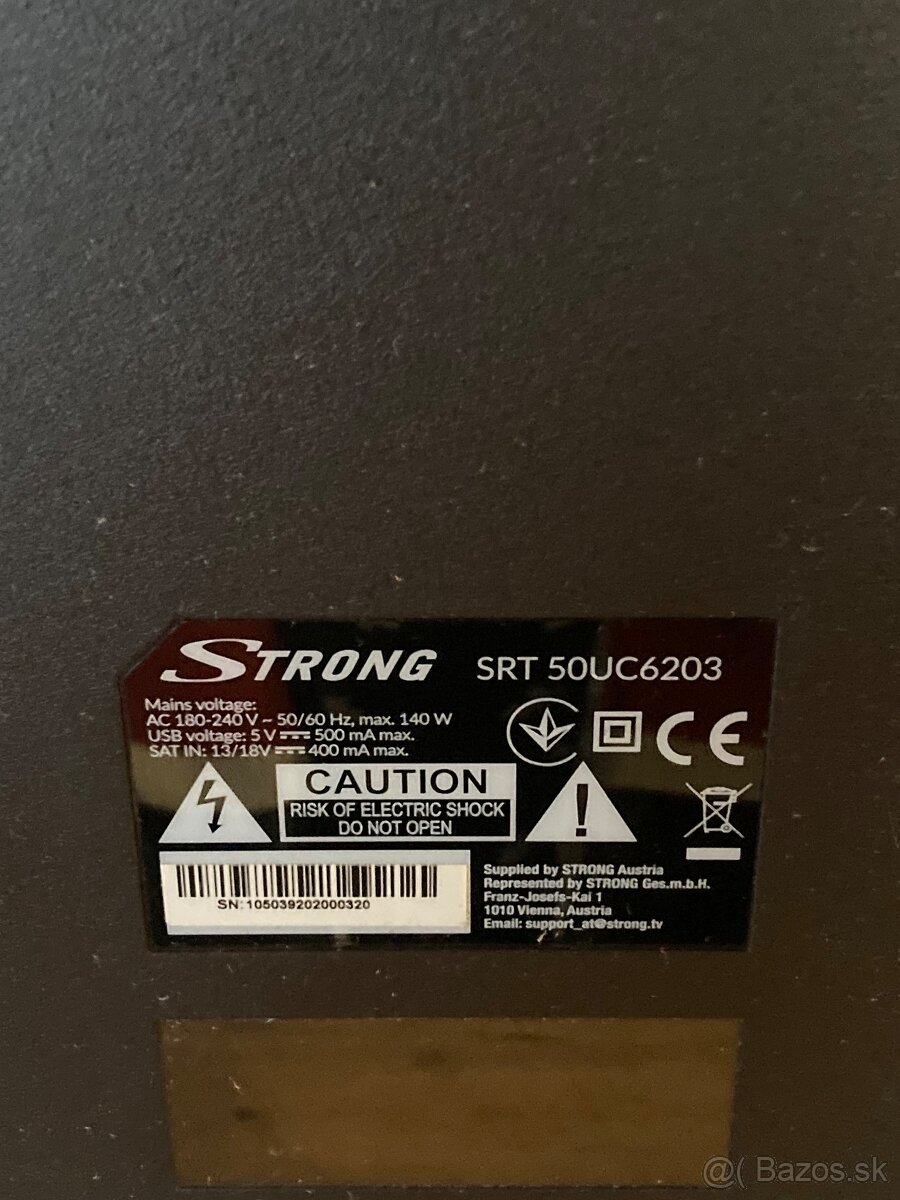 STRONG SRT 50UC6203
Mains voltage:
AC 180-240 V ~ 50/60 Hz, max. 140 W
USB voltage: 5 V ⎓ 500 mA max.
SAT IN: 13/18V ⎓ 400 mA max.
CE
CAUTION
RISK OF ELECTRIC SHOCK
DO NOT OPEN
SN: 105039202000320
Supplied by STRONG Austria
Represented by STRONG Ges.m.b.H.
Franz-Josefs-Kai 1
1010 Vienna, Austria
Email: support_at@strong.tv
@( Bazos.sk